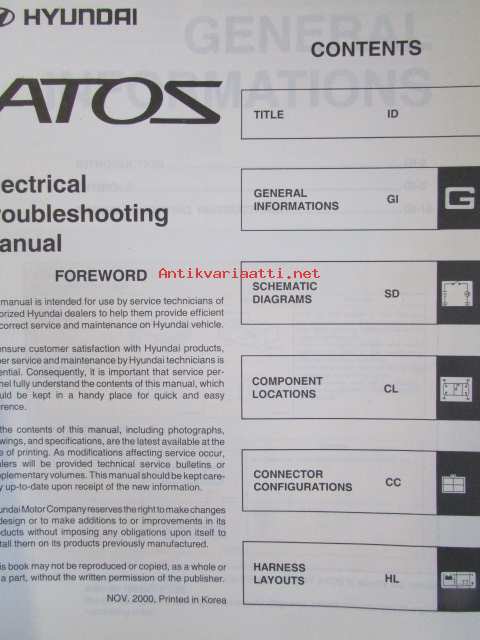 HYUNDAI
ATOS
Electrical
Troubleshooting
Manual
FOREWORD
manual is intended for use by service technicians of
orized Hyundai dealers to help them provide efficient
correct service and maintenance on Hyundai vehicle.
ensure customer satisfaction with Hyundai products,
per service and maintenance by Hyundai technicians is
ential. Consequently, it is important that service per-
nel fully understand the contents of this manual, which
uld be kept in a handy place for quick and easy
erence.
the contents of this manual, including photographs,
wings, and specifications, are the latest available at the
e of printing. As modifications affecting service occur,
alers will be provided technical service bulletins or
pplementary volumes. This manual should be kept care-
y up-to-date upon receipt of the new information.
undai Motor Company reserves the right to make changes
design or to make additions to or improvements in its
ducts without imposing any obligations upon itself to
tall them on its products previously manufactured.
is book may not be reproduced or copied, as a whole or
a part, without the written permission of the publisher.
NOV. 2000, Printed in Korea
CONTENTS
TITLE ID
GENERAL
INFORMATIONS GI
G
Antikvariaatti.net
SCHEMATIC
DIAGRAMS SD
COMPONENT
LOCATIONS CL
CONNECTOR
CONFIGURATIONS CC
HARNESS
LAYOUTS HL
GENERAL
INFORMATIONS